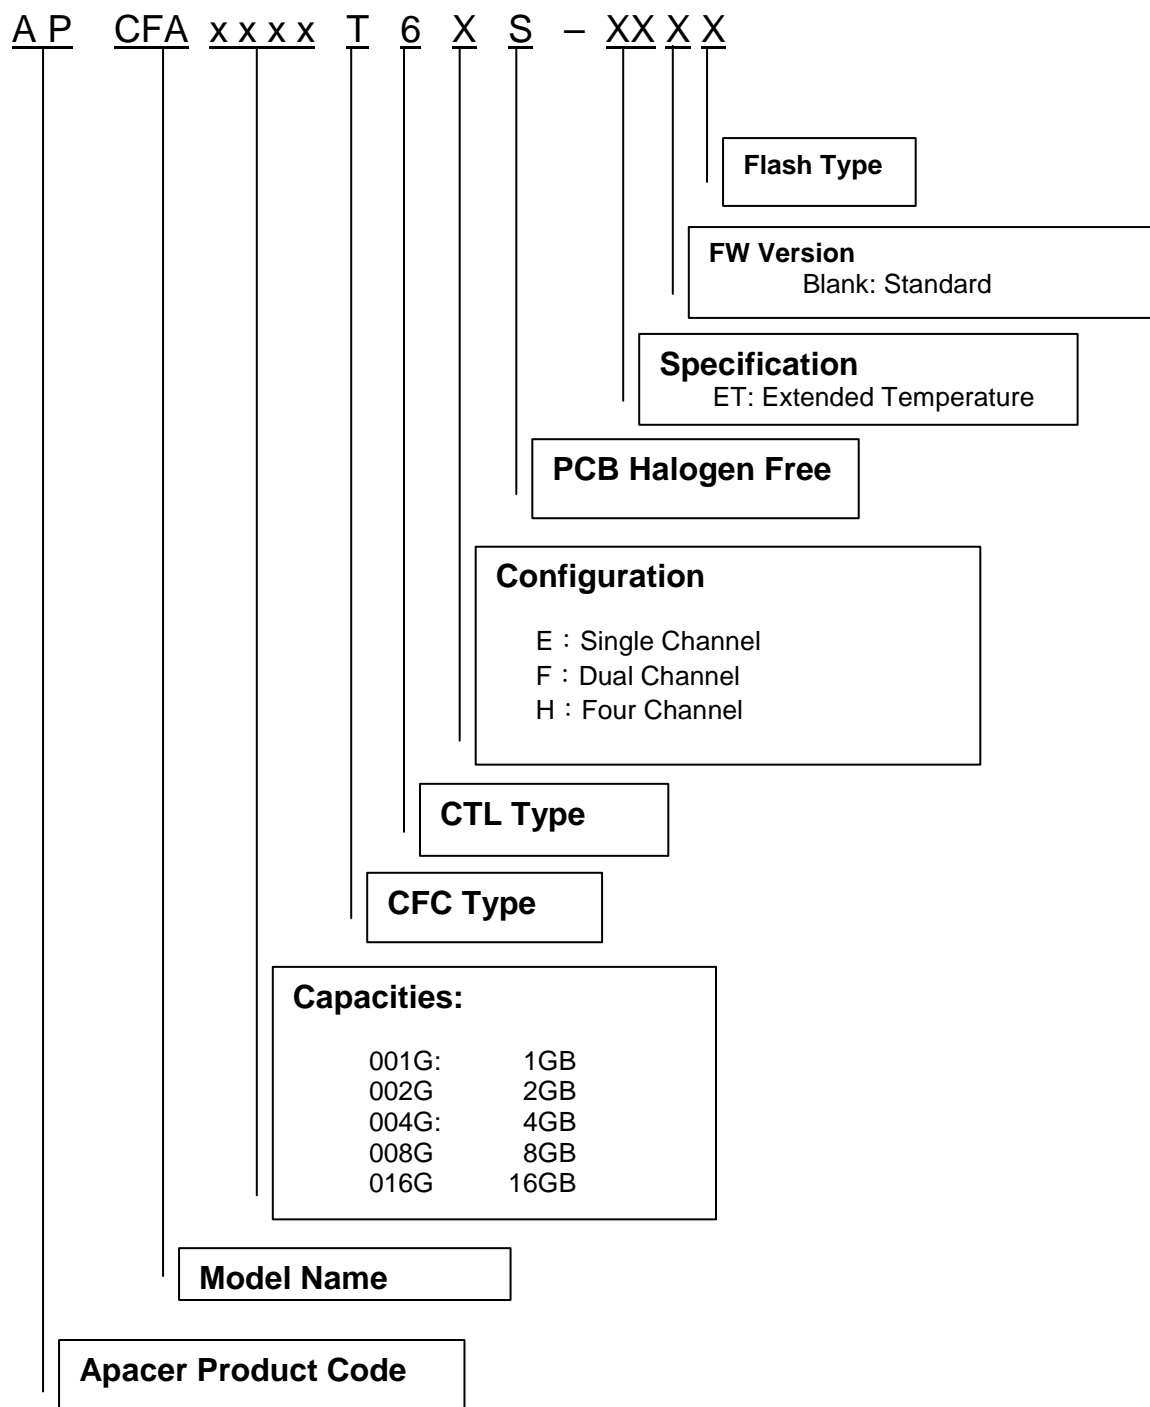 A P CFA x x x x T 6 X S – XX X X
Flash Type
FW Version
Blank: Standard
Specification
ET: Extended Temperature
PCB Halogen Free
Configuration
E：Single Channel
F：Dual Channel
H：Four Channel
CTL Type
CFC Type
Capacities:
001G: 1GB
002G 2GB
004G: 4GB
008G 8GB
016G 16GB
Model Name
Apacer Product Code